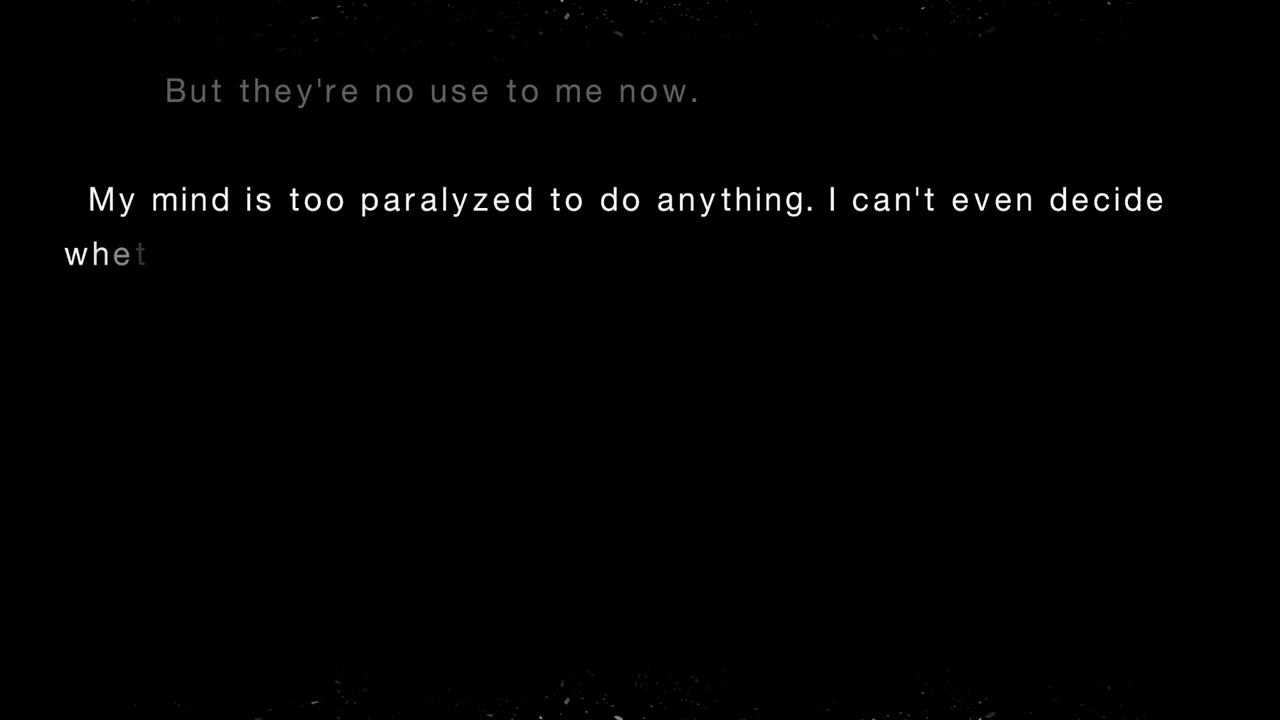 But they're no use to me now.
My mind is too paralyzed to do anything. I can't even decide
whet